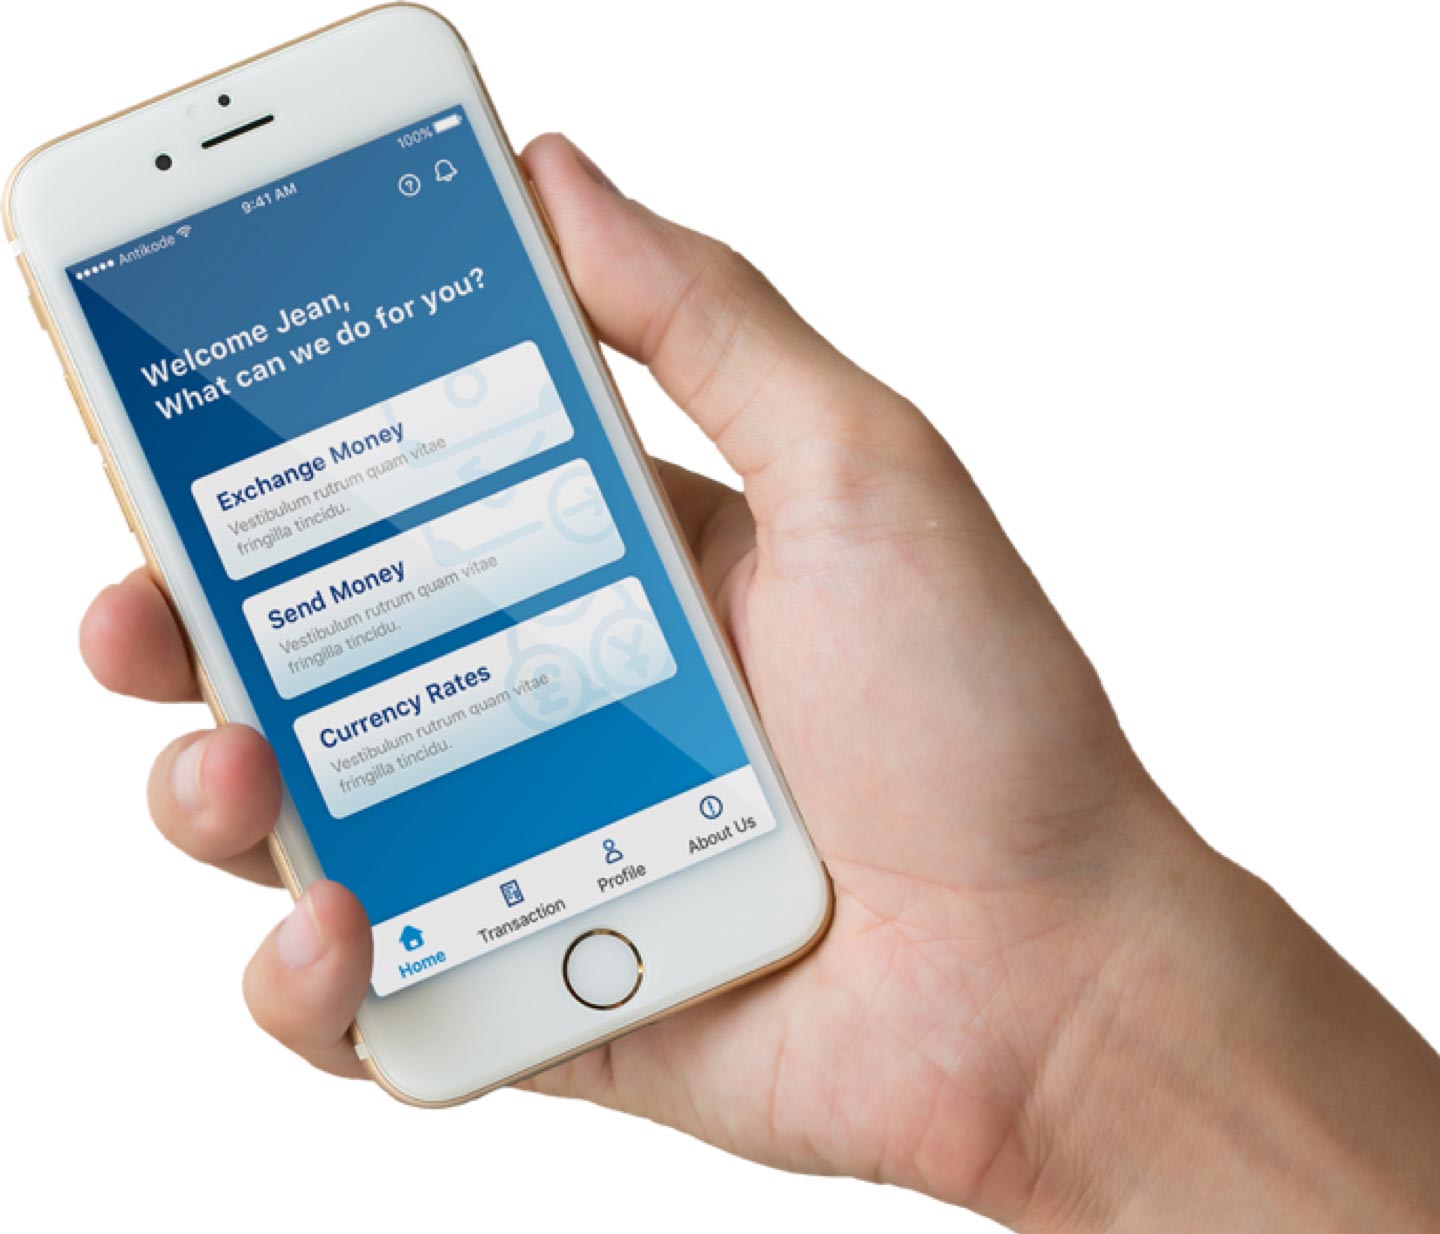 Antikode
9:41 AM
100%
Welcome Jean,
What can we do for you?
Exchange Money
Vestibulum rutrum quam vitae
fringilla tincidu.
Send Money
Vestibulum rutrum quam vitae
fringilla tincidu.
Currency Rates
Vestibulum rutrum quam vitae
fringilla tincidu.
Home
Transaction
Profile
About Us